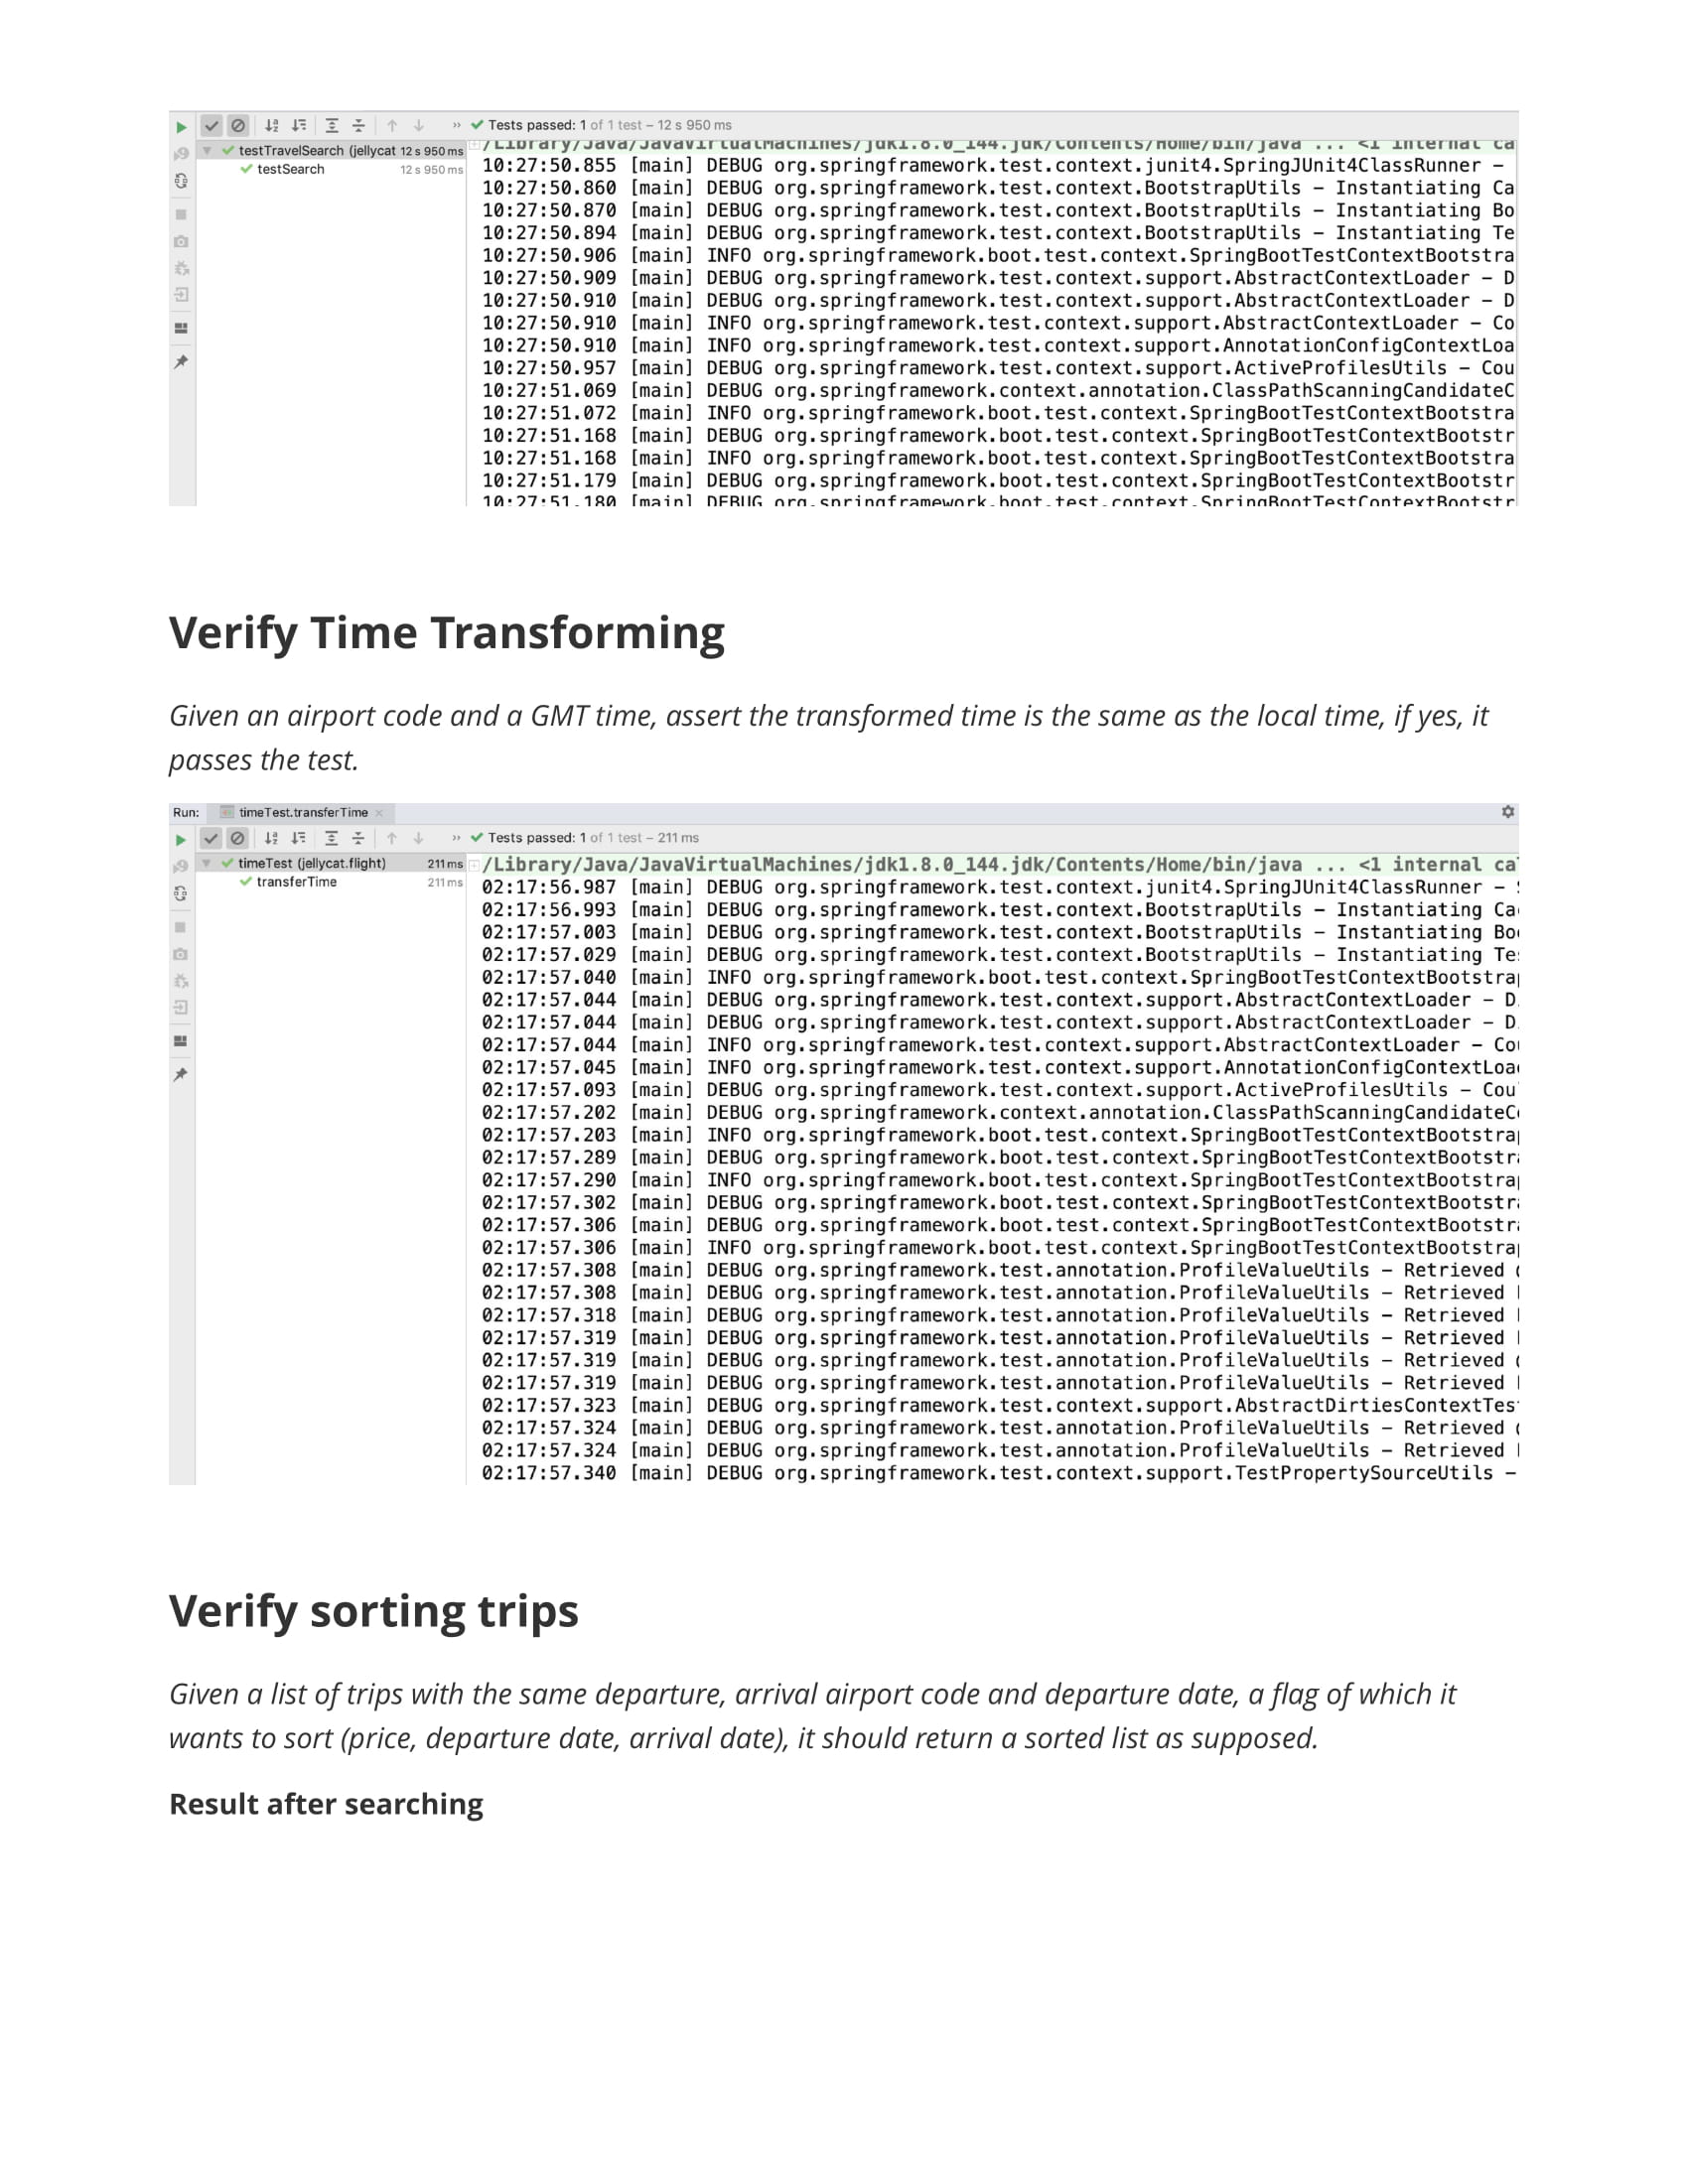 ›› Tests passed: 1 of 1 test – 12 s 950 ms
testTravelSearch (jellycat 12 s 950 ms
testSearch 12 s 950 ms
/Library/Java/JavaVirtualMachines/jdk1.8.0_144.jdk/Contents/Home/bin/java ... <1 internal ca
10:27:50.855 [main] DEBUG org.springframework.test.context.junit4.SpringJUnit4ClassRunner –
10:27:50.860 [main] DEBUG org.springframework.test.context.BootstrapUtils – Instantiating Ca
10:27:50.870 [main] DEBUG org.springframework.test.context.BootstrapUtils – Instantiating Bo
10:27:50.894 [main] DEBUG org.springframework.test.context.BootstrapUtils – Instantiating Te
10:27:50.906 [main] INFO org.springframework.boot.test.context.SpringBootTestContextBootstra
10:27:50.909 [main] DEBUG org.springframework.test.context.support.AbstractContextLoader – D
10:27:50.910 [main] DEBUG org.springframework.test.context.support.AbstractContextLoader – D
10:27:50.910 [main] INFO org.springframework.test.context.support.AbstractContextLoader – Co
10:27:50.910 [main] INFO org.springframework.test.context.support.AnnotationConfigContextLoa
10:27:50.957 [main] DEBUG org.springframework.test.context.support.ActiveProfilesUtils – Cou
10:27:51.069 [main] DEBUG org.springframework.context.annotation.ClassPathScanningCandidateC
10:27:51.072 [main] INFO org.springframework.boot.test.context.SpringBootTestContextBootstra
10:27:51.168 [main] DEBUG org.springframework.boot.test.context.SpringBootTestContextBootstr
10:27:51.168 [main] INFO org.springframework.boot.test.context.SpringBootTestContextBootstra
10:27:51.179 [main] DEBUG org.springframework.boot.test.context.SpringBootTestContextBootstr
10:27:51.180 [main] DEBUG org.springframework.boot.test.context.SpringBootTestContextBootstr
Verify Time Transforming
Given an airport code and a GMT time, assert the transformed time is the same as the local time, if yes, it
passes the test.
Run: timeTest.transferTime
›› Tests passed: 1 of 1 test – 211 ms
timeTest (jellycat.flight) 211 ms
transferTime 211 ms
/Library/Java/JavaVirtualMachines/jdk1.8.0_144.jdk/Contents/Home/bin/java ... <1 internal cal
02:17:56.987 [main] DEBUG org.springframework.test.context.junit4.SpringJUnit4ClassRunner – S
02:17:56.993 [main] DEBUG org.springframework.test.context.BootstrapUtils – Instantiating Cac
02:17:57.003 [main] DEBUG org.springframework.test.context.BootstrapUtils – Instantiating Boo
02:17:57.029 [main] DEBUG org.springframework.test.context.BootstrapUtils – Instantiating Tes
02:17:57.040 [main] INFO org.springframework.boot.test.context.SpringBootTestContextBootstrap
02:17:57.044 [main] DEBUG org.springframework.test.context.support.AbstractContextLoader – D
02:17:57.044 [main] DEBUG org.springframework.test.context.support.AbstractContextLoader – D
02:17:57.044 [main] INFO org.springframework.test.context.support.AbstractContextLoader – Cou
02:17:57.045 [main] INFO org.springframework.test.context.support.AnnotationConfigContextLoad
02:17:57.093 [main] DEBUG org.springframework.test.context.support.ActiveProfilesUtils – Coul
02:17:57.202 [main] DEBUG org.springframework.context.annotation.ClassPathScanningCandidateCo
02:17:57.203 [main] INFO org.springframework.boot.test.context.SpringBootTestContextBootstrap
02:17:57.289 [main] DEBUG org.springframework.boot.test.context.SpringBootTestContextBootstra
02:17:57.290 [main] INFO org.springframework.boot.test.context.SpringBootTestContextBootstrap
02:17:57.302 [main] DEBUG org.springframework.boot.test.context.SpringBootTestContextBootstra
02:17:57.306 [main] DEBUG org.springframework.boot.test.context.SpringBootTestContextBootstra
02:17:57.306 [main] INFO org.springframework.boot.test.context.SpringBootTestContextBootstrap
02:17:57.308 [main] DEBUG org.springframework.test.annotation.ProfileValueUtils – Retrieved
02:17:57.308 [main] DEBUG org.springframework.test.annotation.ProfileValueUtils – Retrieved
02:17:57.318 [main] DEBUG org.springframework.test.annotation.ProfileValueUtils – Retrieved
02:17:57.319 [main] DEBUG org.springframework.test.annotation.ProfileValueUtils – Retrieved
02:17:57.319 [main] DEBUG org.springframework.test.annotation.ProfileValueUtils – Retrieved
02:17:57.319 [main] DEBUG org.springframework.test.annotation.ProfileValueUtils – Retrieved
02:17:57.323 [main] DEBUG org.springframework.test.context.support.AbstractDirtiesContextTest
02:17:57.324 [main] DEBUG org.springframework.test.annotation.ProfileValueUtils – Retrieved
02:17:57.324 [main] DEBUG org.springframework.test.annotation.ProfileValueUtils – Retrieved
02:17:57.340 [main] DEBUG org.springframework.test.context.support.TestPropertySourceUtils –
Verify sorting trips
Given a list of trips with the same departure, arrival airport code and departure date, a flag of which it
wants to sort (price, departure date, arrival date), it should return a sorted list as supposed.
Result after searching